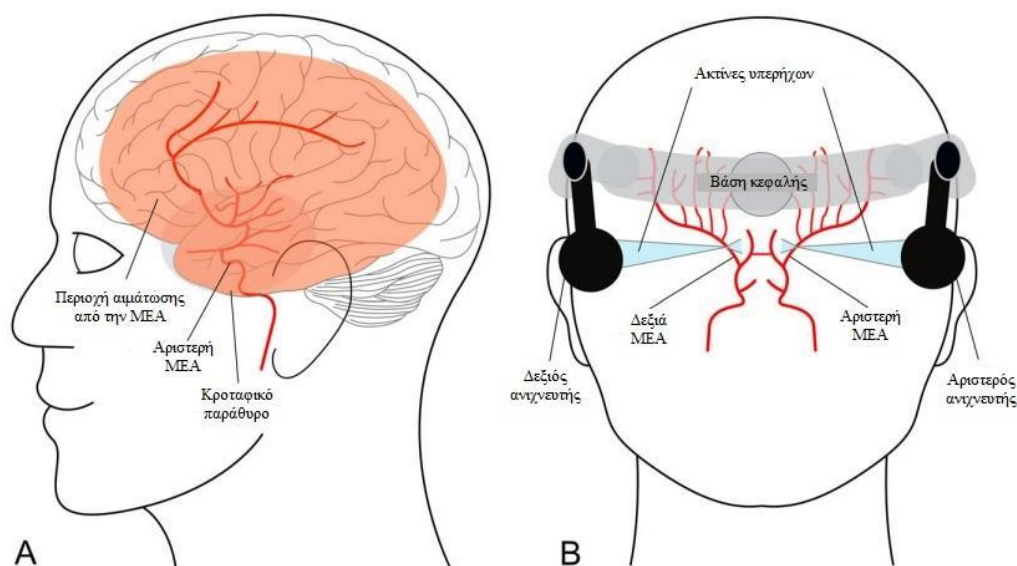 Περιοχή αιμάτωσης
από την ΜΕΑ
Αριστερή
ΜΕΑ
Κροταφικό
παράθυρο
A
Ακτίνες υπερήχων
Βάση κεφαλής
Δεξιά
ΜΕΑ
Αριστερή
ΜΕΑ
Δεξιός
ανιχνευτής
Αριστερός
ανιχνευτής
B